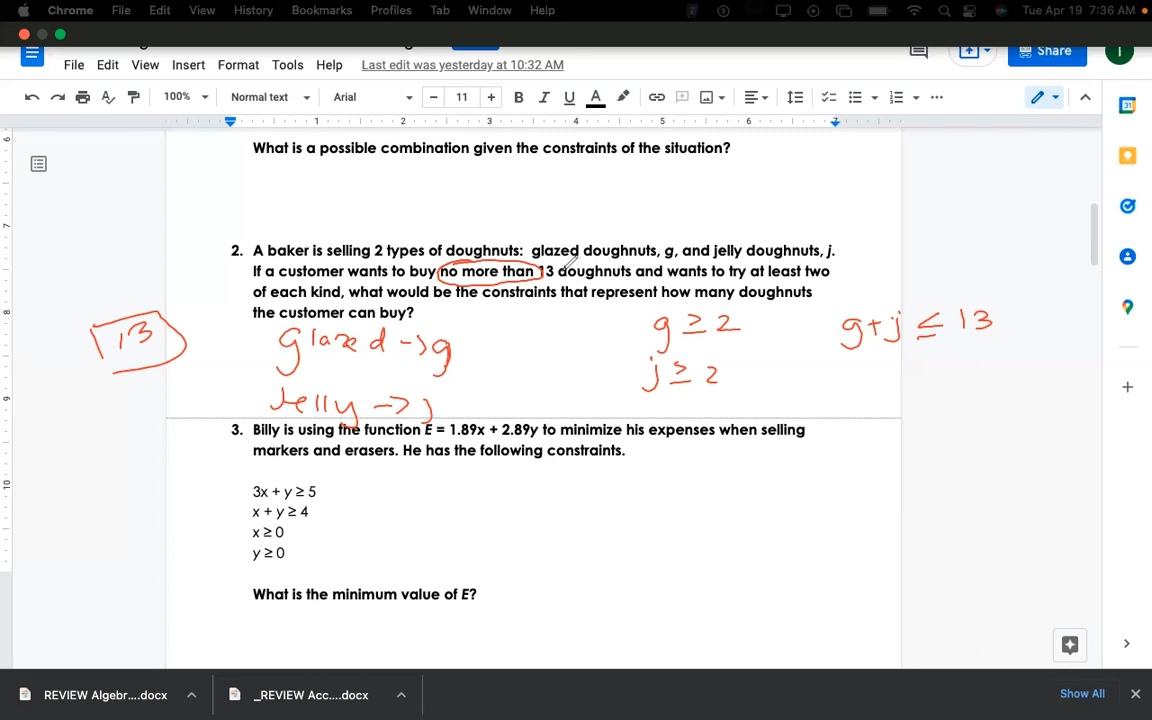 Chrome File Edit View History Bookmarks Profiles Tab Window Help Tue Apr 19 7:36 AM
File Edit View Insert Format Tools Help Last edit was yesterday at 10:32 AM Share
100% Normal text Arial 11
What is a possible combination given the constraints of the situation?
2. A baker is selling 2 types of doughnuts: glazed doughnuts, g, and jelly doughnuts, j.
If a customer wants to buy no more than 13 doughnuts and wants to try at least two
of each kind, what would be the constraints that represent how many doughnuts
the customer can buy?
13
glazed -> g
Jelly -> j
g ≥ 2
j ≥ 2
g + j ≤ 13
3. Billy is using the function E = 1.89x + 2.89y to minimize his expenses when selling
markers and erasers. He has the following constraints.
3x + y ≥ 5
x + y ≥ 4
x ≥ 0
y ≥ 0
What is the minimum value of E?
REVIEW Algebr....docx _REVIEW Acc....docx Show All